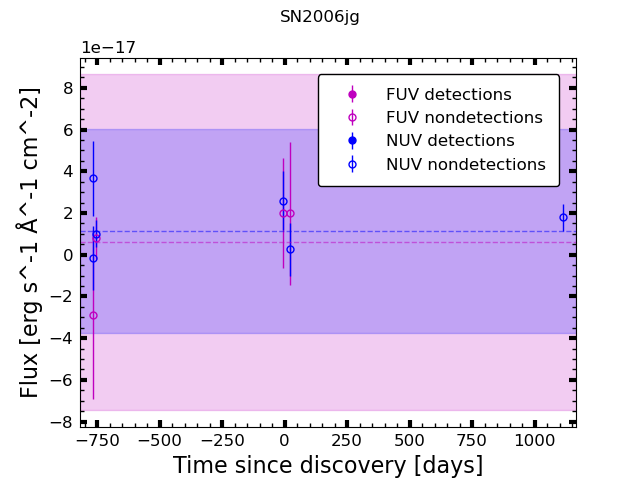 SN2006jg
1e−17
8
6
4
2
0
−2
−4
−6
−8
Flux [erg s^-1 Å^-1 cm^-2]
FUV detections
FUV nondetections
NUV detections
NUV nondetections
−750 −500 −250 0 250 500 750 1000
Time since discovery [days]